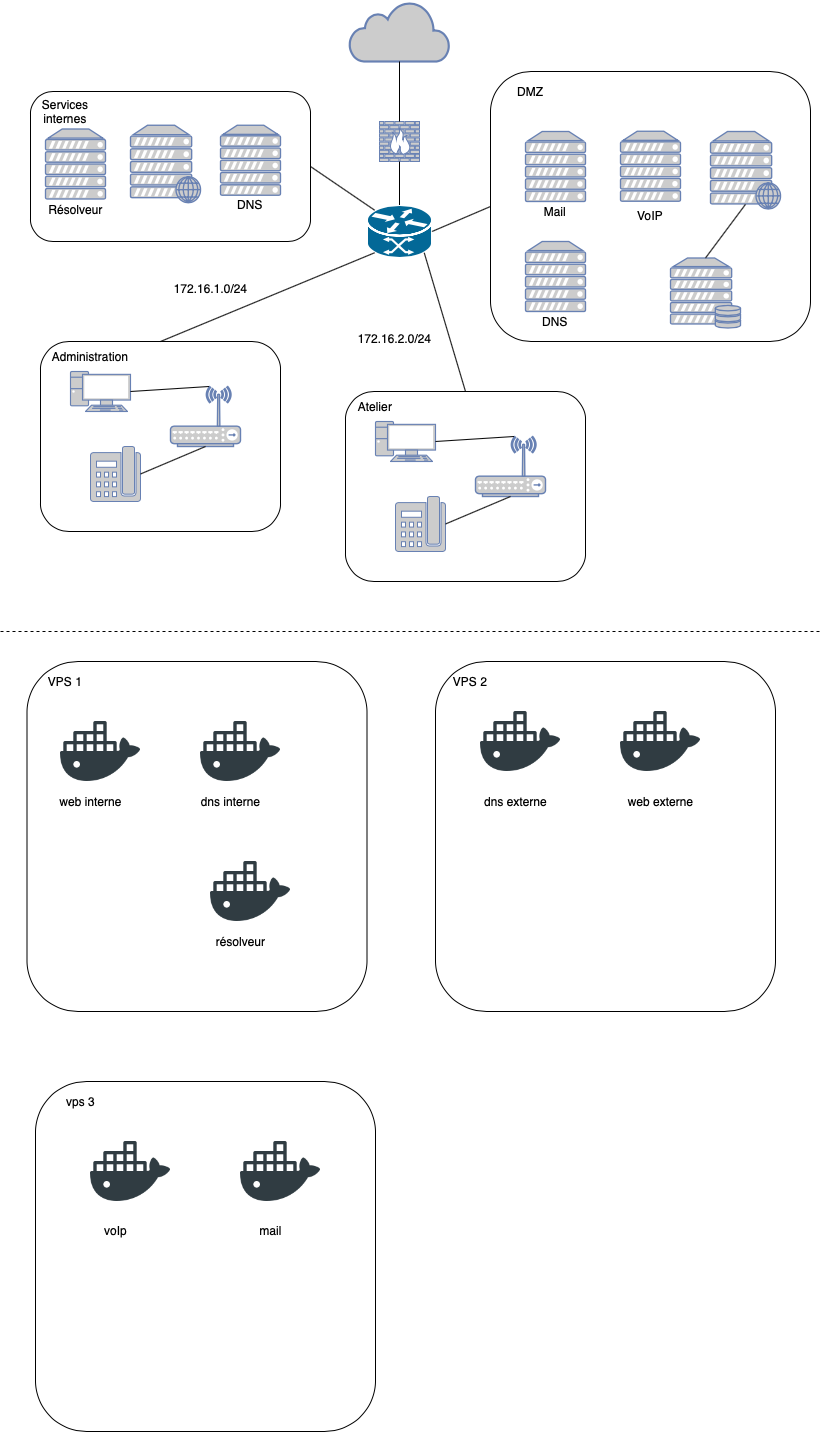 Services
internes
DMZ
Résolveur
DNS
Mail
VoIP
DNS
172.16.1.0/24
172.16.2.0/24
Administration
Atelier
VPS 1
VPS 2
web interne
dns interne
dns externe
web externe
résolveur
vps 3
voIp
mail